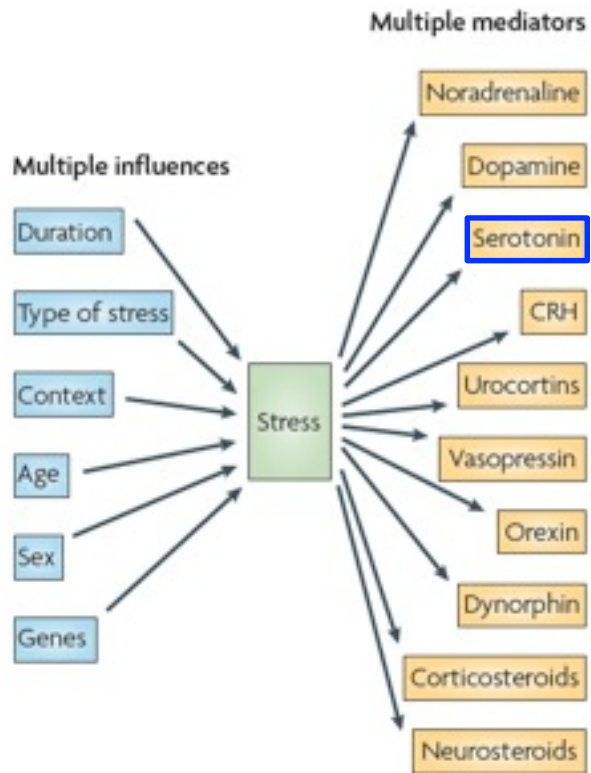 Multiple mediators
Noradrenaline
Dopamine
Serotonin
CRH
Urocortins
Vasopressin
Orexin
Dynorphin
Corticosteroids
Neurosteroids
Multiple influences
Duration
Type of stress
Context
Age
Sex
Genes
Stress